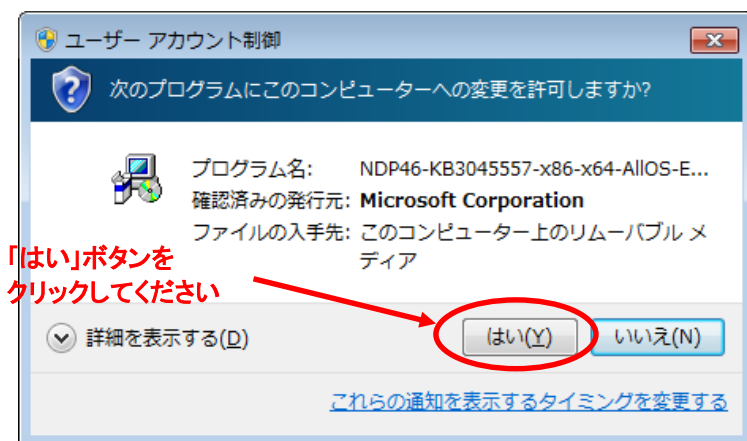 ユーザー アカウント制御
次のプログラムにこのコンピューターへの変更を許可しますか?
プログラム名: NDP46-KB3045557-x86-x64-AllOS-E...
確認済みの発行元: Microsoft Corporation
ファイルの入手先: このコンピューター上のリムーバブル メ
ディア
「はい」ボタンを
クリックしてください
詳細を表示する(D) はい(Y) いいえ(N)
これらの通知を表示するタイミングを変更する